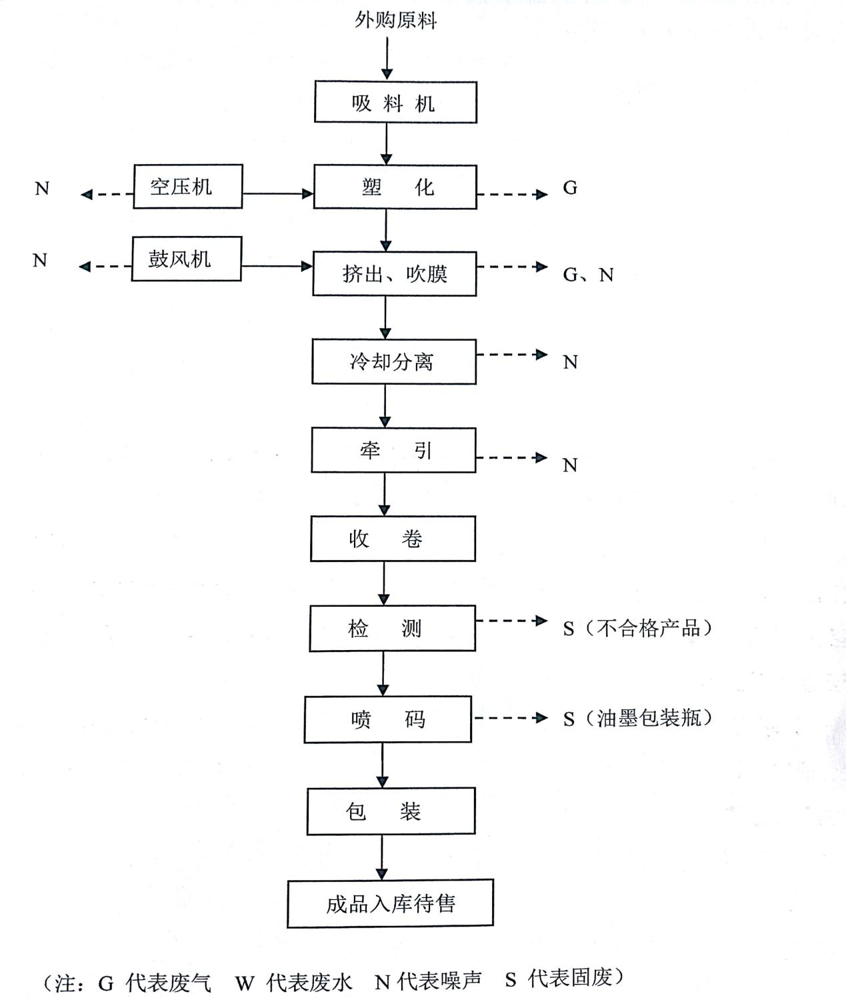 外购原料
吸 料 机
N 空压机 塑 化 G
N 鼓风机 挤出、吹膜 G、N
冷却分离 N
牵 引 N
收 卷
检 测 S（不合格产品）
喷 码 S（油墨包装瓶）
包 装
成品入库待售
（注：G 代表废气 W 代表废水 N 代表噪声 S 代表固废）